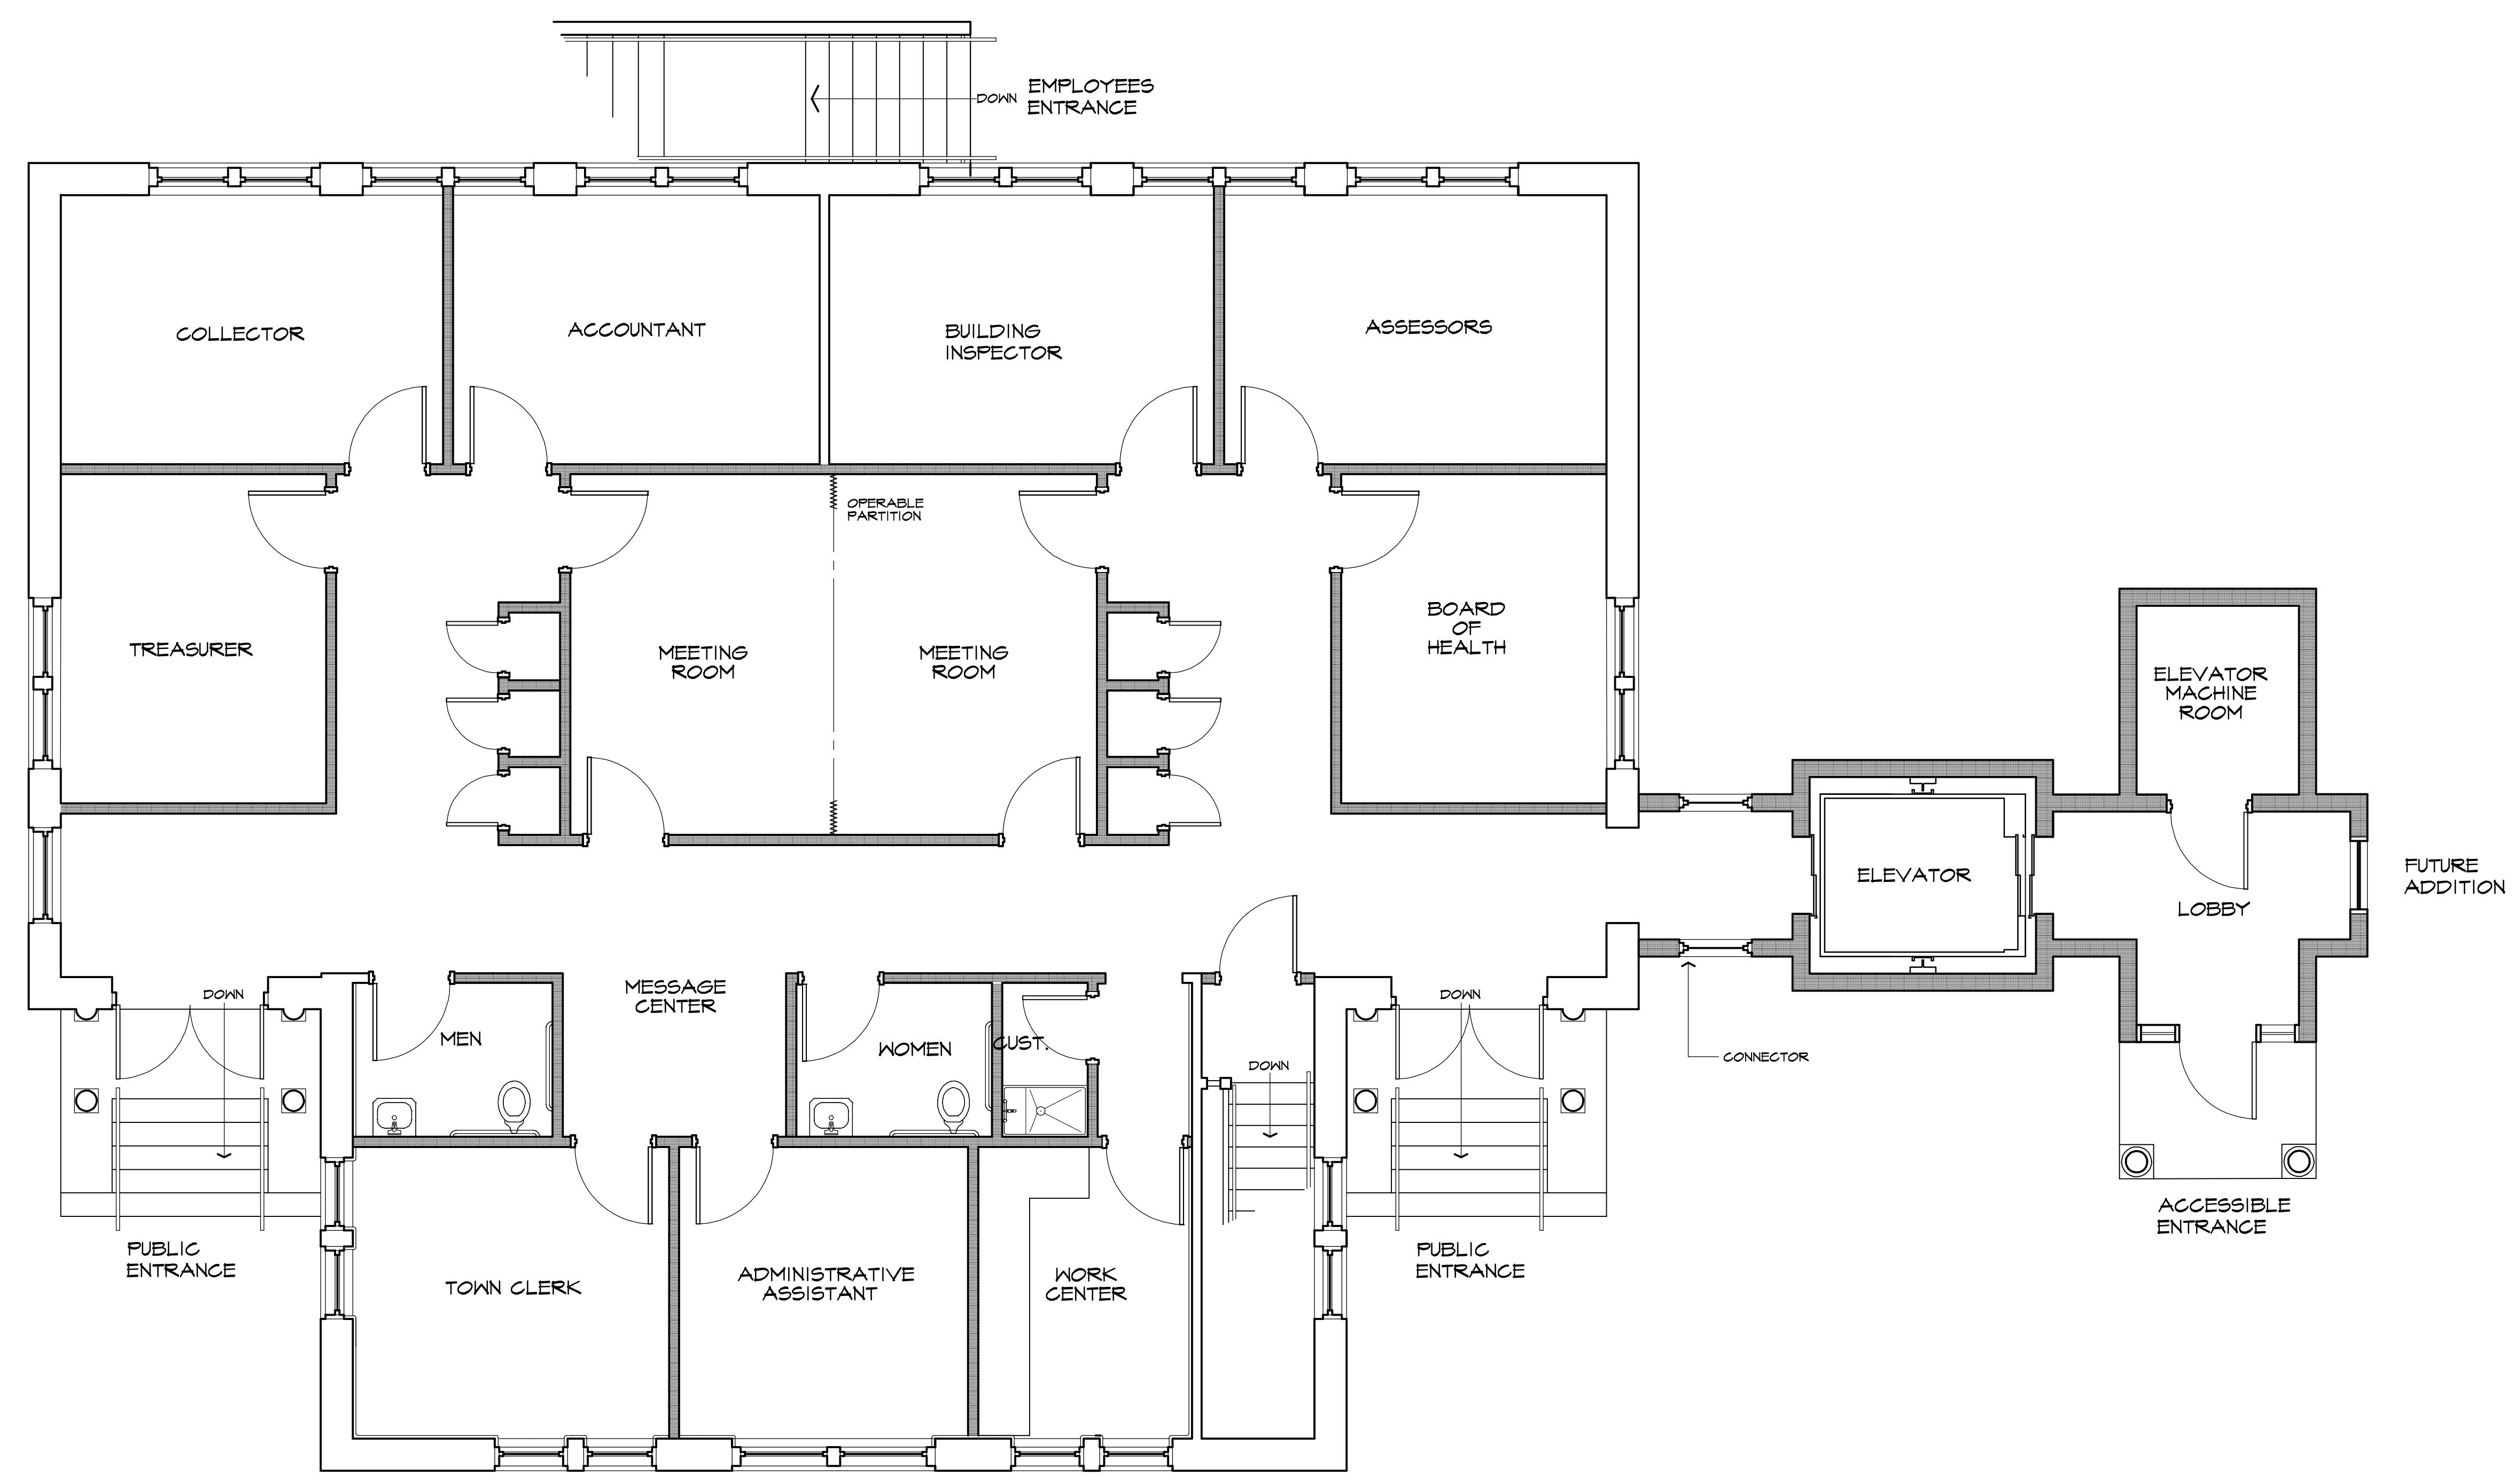 EMPLOYEES
ENTRANCE
DOWN
COLLECTOR
ACCOUNTANT
BUILDING
INSPECTOR
ASSESSORS
OPERABLE
PARTITION
TREASURER
MEETING
ROOM
MEETING
ROOM
BOARD
OF
HEALTH
ELEVATOR
MACHINE
ROOM
ELEVATOR
LOBBY
FUTURE
ADDITION
DOWN
MESSAGE
CENTER
MEN
WOMEN
CUST.
DOWN
DOWN
CONNECTOR
PUBLIC
ENTRANCE
TOWN CLERK
ADMINISTRATIVE
ASSISTANT
WORK
CENTER
PUBLIC
ENTRANCE
ACCESSIBLE
ENTRANCE